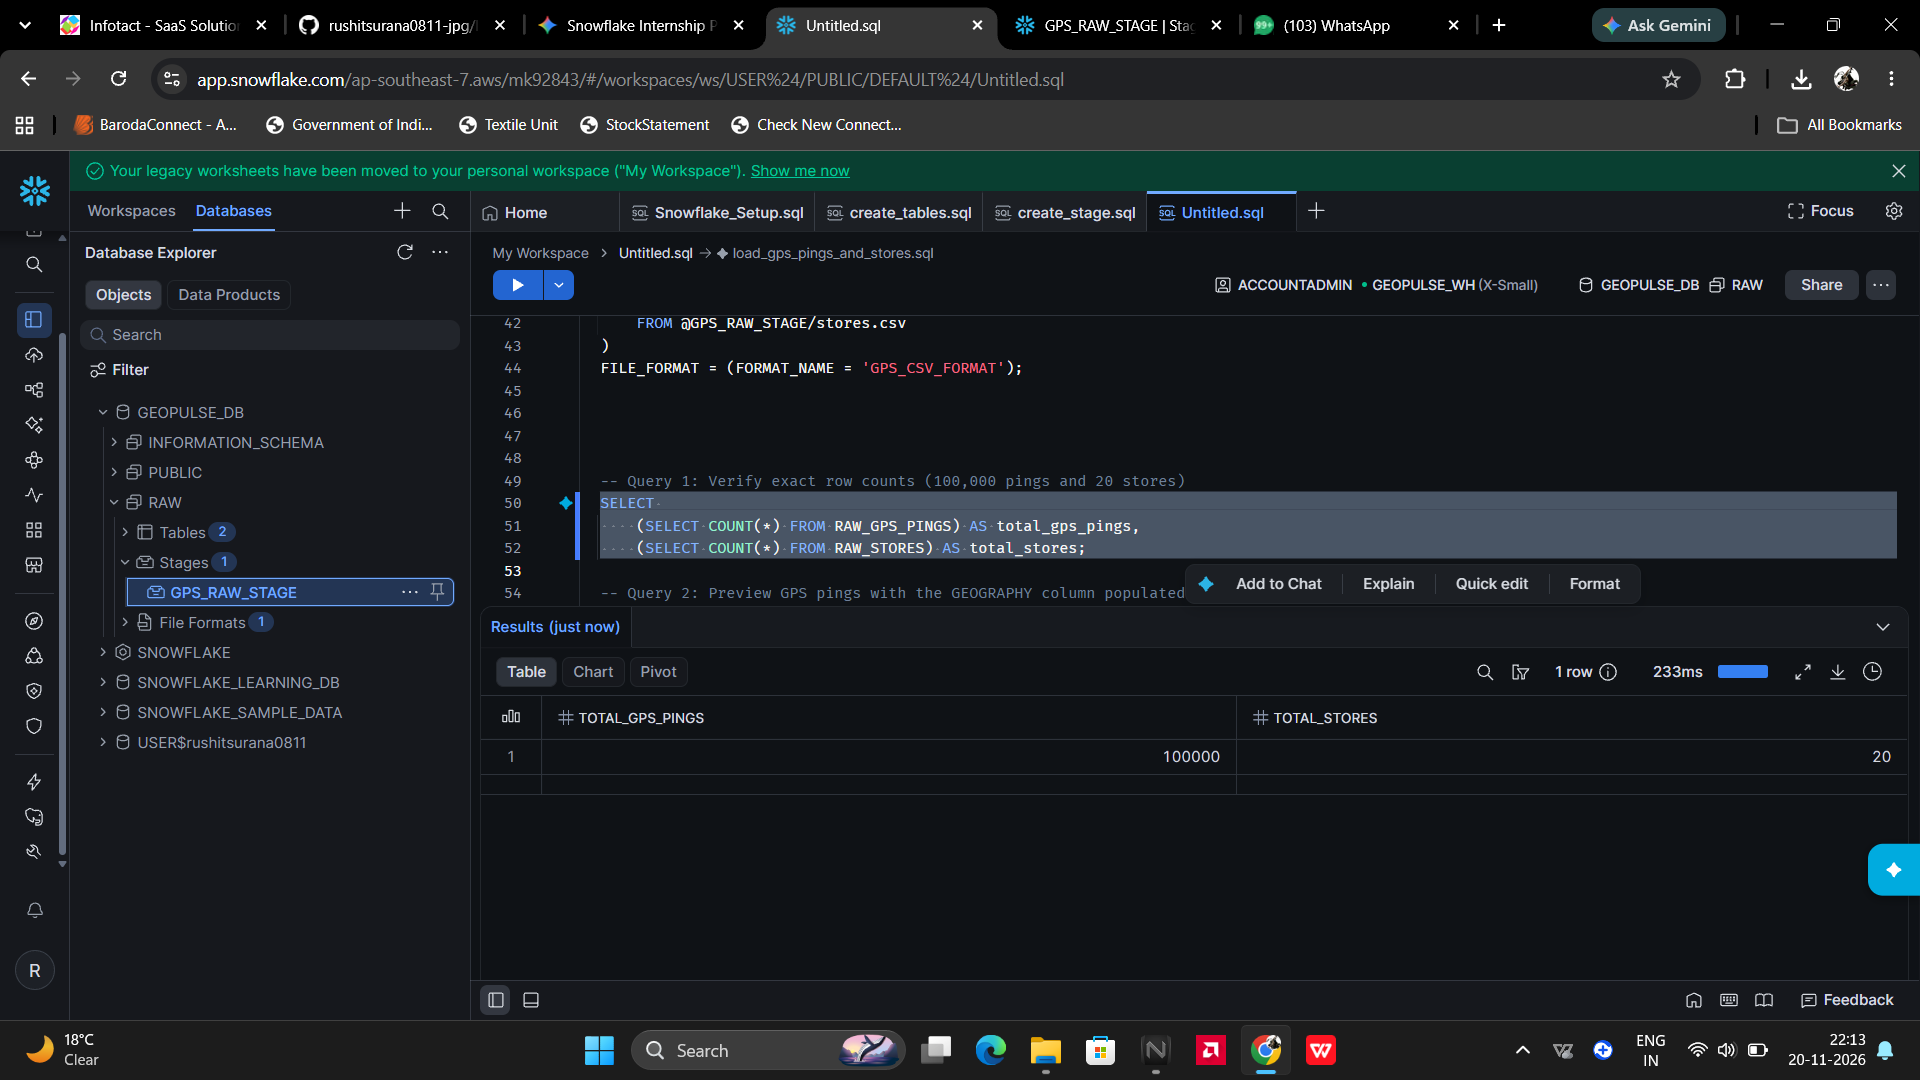 Infotact - SaaS Solution
rushitsurana0811-jpg/
Snowflake Internship P
Untitled.sql
GPS_RAW_STAGE | Stag
99+
(103) WhatsApp
Ask Gemini
app.snowflake.com/ap-southeast-7.aws/mk92843/#/workspaces/ws/USER%24/PUBLIC/DEFAULT%24/Untitled.sql
BarodaConnect - A...
Government of Indi...
Textile Unit
StockStatement
Check New Connect...
All Bookmarks
Your legacy worksheets have been moved to your personal workspace ("My Workspace"). Show me now
Workspaces
Databases
Home
SQL Snowflake_Setup.sql
SQL create_tables.sql
SQL create_stage.sql
SQL Untitled.sql
Focus
Database Explorer
My Workspace > Untitled.sql → load_gps_pings_and_stores.sql
Objects
Data Products
ACCOUNTADMIN • GEOPULSE_WH (X-Small)
GEOPULSE_DB
RAW
Share
Search
Filter
GEOPULSE_DB
INFORMATION_SCHEMA
PUBLIC
RAW
Tables 2
Stages 1
GPS_RAW_STAGE
File Formats 1
SNOWFLAKE
SNOWFLAKE_LEARNING_DB
SNOWFLAKE_SAMPLE_DATA
USER$rushitsurana0811
R
42 FROM @GPS_RAW_STAGE/stores.csv
43 )
44 FILE_FORMAT = (FORMAT_NAME = 'GPS_CSV_FORMAT');
45
46
47
48
49 -- Query 1: Verify exact row counts (100,000 pings and 20 stores)
50 SELECT
51 (SELECT COUNT(*) FROM RAW_GPS_PINGS) AS total_gps_pings,
52 (SELECT COUNT(*) FROM RAW_STORES) AS total_stores;
53
54 -- Query 2: Preview GPS pings with the GEOGRAPHY column populated
Add to Chat
Explain
Quick edit
Format
Results (just now)
Table
Chart
Pivot
1 row
233ms
TOTAL_GPS_PINGS
TOTAL_STORES
1
100000
20
Feedback
18°C
Clear
Search
ENG
IN
22:13
20-11-2026